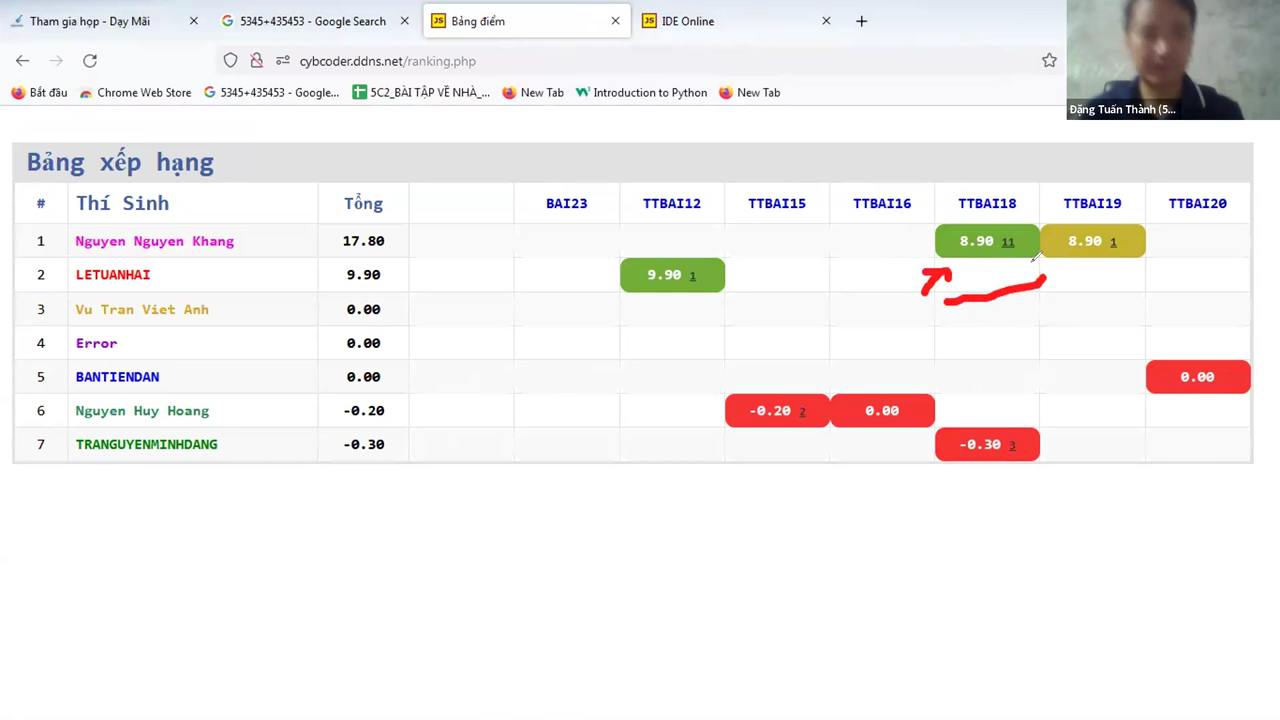 Tham gia họp - Dạy Mãi
5345+435453 - Google Search
JS Bảng điểm
JS IDE Online
cybcoder.ddns.net/ranking.php
Bắt đầu
Chrome Web Store
5345+435453 - Google...
5C2_BÀI TẬP VỀ NHÀ_...
New Tab
Introduction to Python
New Tab
Đặng Tuấn Thành (5...
Bảng xếp hạng
# Thí Sinh Tổng BAI23 TTBAI12 TTBAI15 TTBAI16 TTBAI18 TTBAI19 TTBAI20
1 Nguyen Nguyen Khang 17.80 8.90 11 8.90 1
2 LETUANHAI 9.90 9.90 1
3 Vu Tran Viet Anh 0.00
4 Error 0.00
5 BANTIENDAN 0.00 0.00
6 Nguyen Huy Hoang -0.20 -0.20 2 0.00
7 TRANGUYENMINHDANG -0.30 -0.30 3